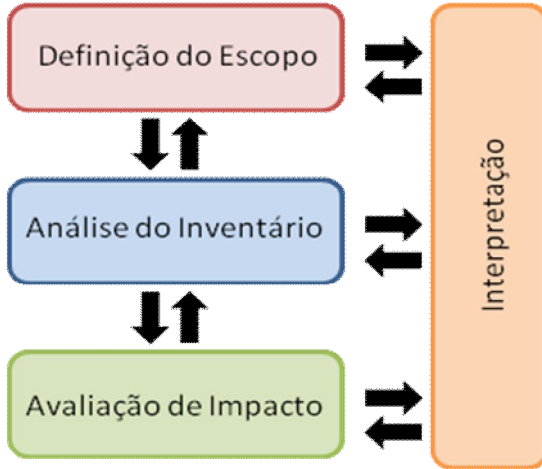 Definição do Escopo
Análise do Inventário
Avaliação de Impacto
Interpretação